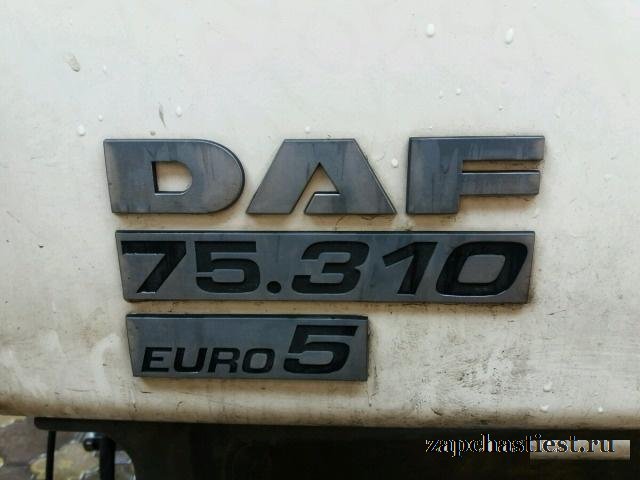 DAF
75.310
EURO 5
zapchastiest.ru